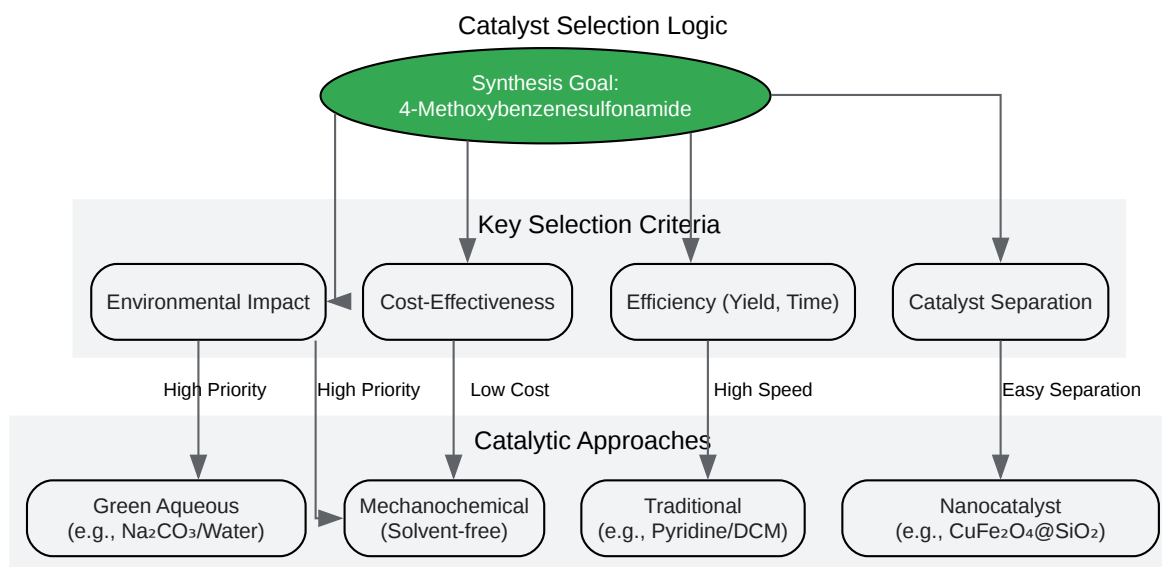 Catalyst Selection Logic
Synthesis Goal:
4-Methoxybenzenesulfonamide
Key Selection Criteria
Environmental Impact
Cost-Effectiveness
Efficiency (Yield, Time)
Catalyst Separation
High Priority
High Priority
Low Cost
High Speed
Easy Separation
Catalytic Approaches
Green Aqueous
(e.g., Na₂CO₃/Water)
Mechanochemical
(Solvent-free)
Traditional
(e.g., Pyridine/DCM)
Nanocatalyst
(e.g., CuFe₂O₄@SiO₂)